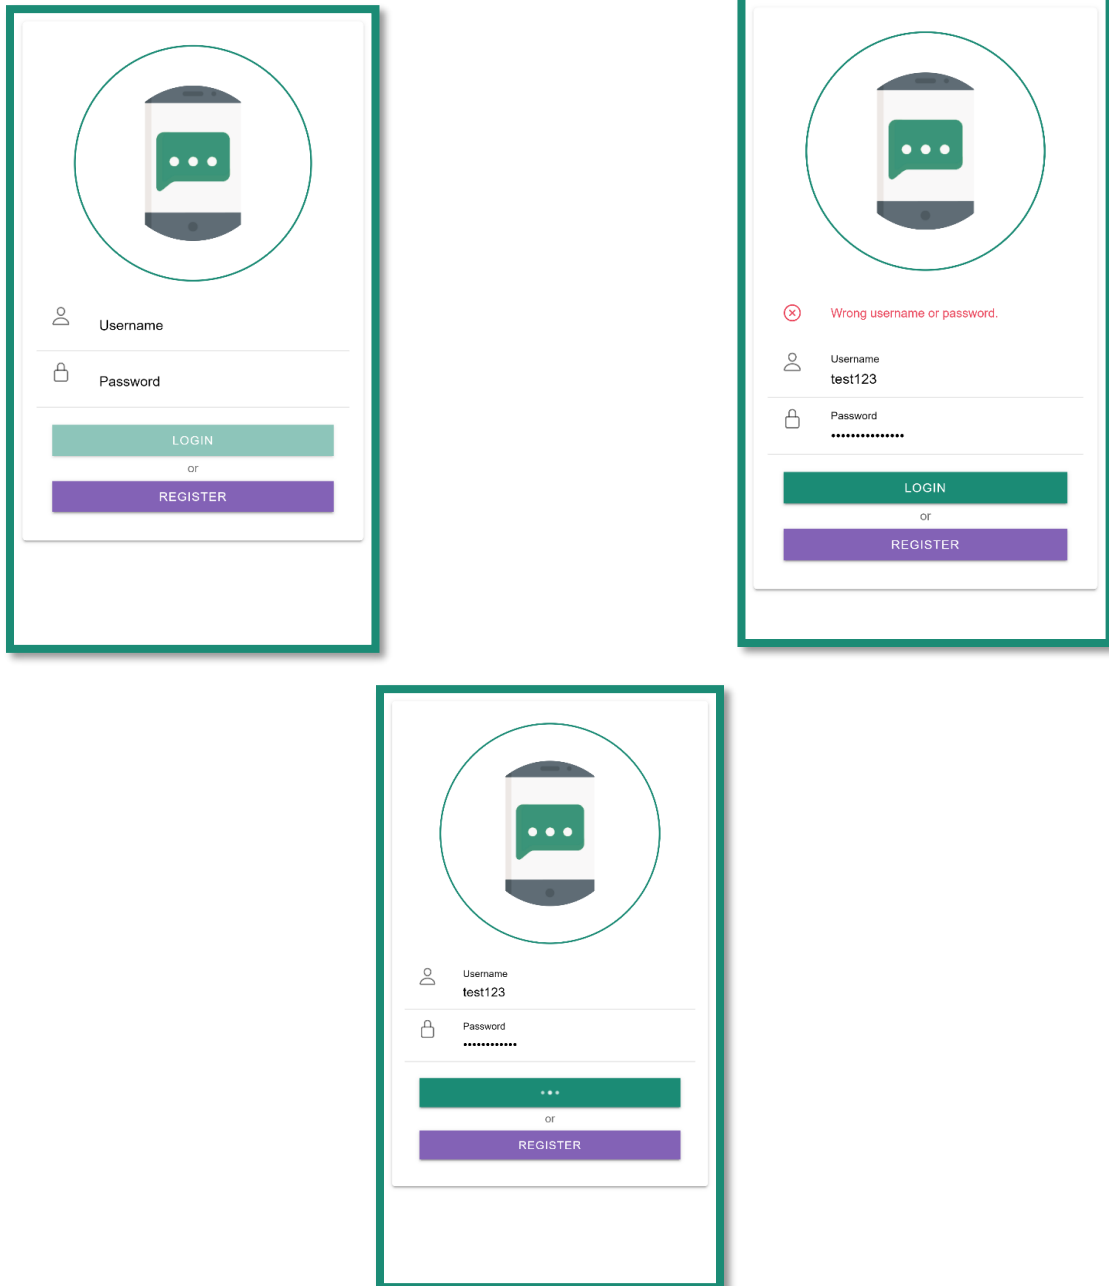 Username
Password
LOGIN
or
REGISTER
Wrong username or password.
Username
test123
Password
•••••••••••••••
LOGIN
or
REGISTER
Username
test123
Password
••••••••••••
or
REGISTER